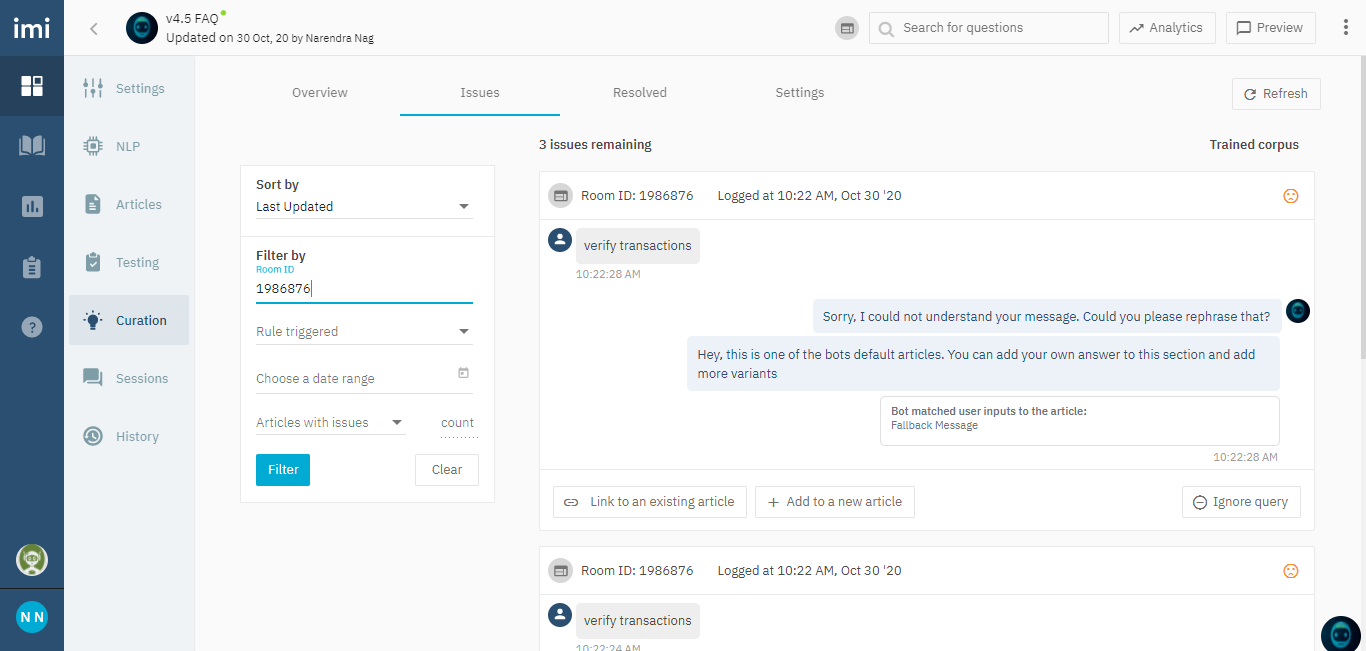 imi
v4.5 FAQ
Updated on 30 Oct, 20 by Narendra Nag
Search for questions
Analytics
Preview
Settings
NLP
Articles
Testing
Curation
Sessions
History
N N
Overview
Issues
Resolved
Settings
Refresh
3 issues remaining
Trained corpus
Sort by
Last Updated
Filter by
Room ID
1986876
Rule triggered
Choose a date range
Articles with issues
count
Filter
Clear
Room ID: 1986876
Logged at 10:22 AM, Oct 30 '20
verify transactions
10:22:28 AM
Sorry, I could not understand your message. Could you please rephrase that?
Hey, this is one of the bots default articles. You can add your own answer to this section and add
more variants
Bot matched user inputs to the article:
Fallback Message
10:22:28 AM
Link to an existing article
Add to a new article
Ignore query
Room ID: 1986876
Logged at 10:22 AM, Oct 30 '20
verify transactions
10:22:24 AM